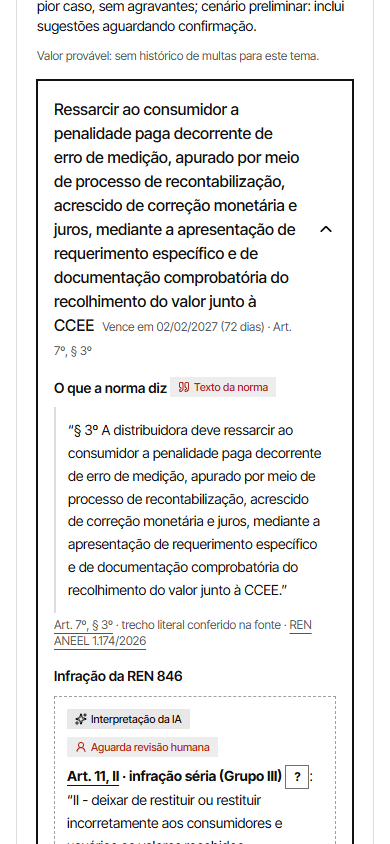 pior caso, sem agravantes; cenário preliminar: inclui
sugestões aguardando confirmação.
Valor provável: sem histórico de multas para este tema.
Ressarcir ao consumidor a
penalidade paga decorrente de
erro de medição, apurado por meio
de processo de recontabilização,
acrescido de correção monetária e
juros, mediante a apresentação de
requerimento específico e de
documentação comprobatória do
recolhimento do valor junto à
CCEE Vence em 02/02/2027 (72 dias) · Art.
7º, § 3º
O que a norma diz Texto da norma
“§ 3º A distribuidora deve ressarcir ao
consumidor a penalidade paga decorrente
de erro de medição, apurado por meio de
processo de recontabilização, acrescido
de correção monetária e juros, mediante a
apresentação de requerimento específico
e de documentação comprobatória do
recolhimento do valor junto à CCEE.”
Art. 7º, § 3º · trecho literal conferido na fonte · REN
ANEEL 1.174/2026
Infração da REN 846
Interpretação da IA
Aguarda revisão humana
Art. 11, II · infração séria (Grupo III) ? :
“II - deixar de restituir ou restituir
incorretamente aos consumidores e